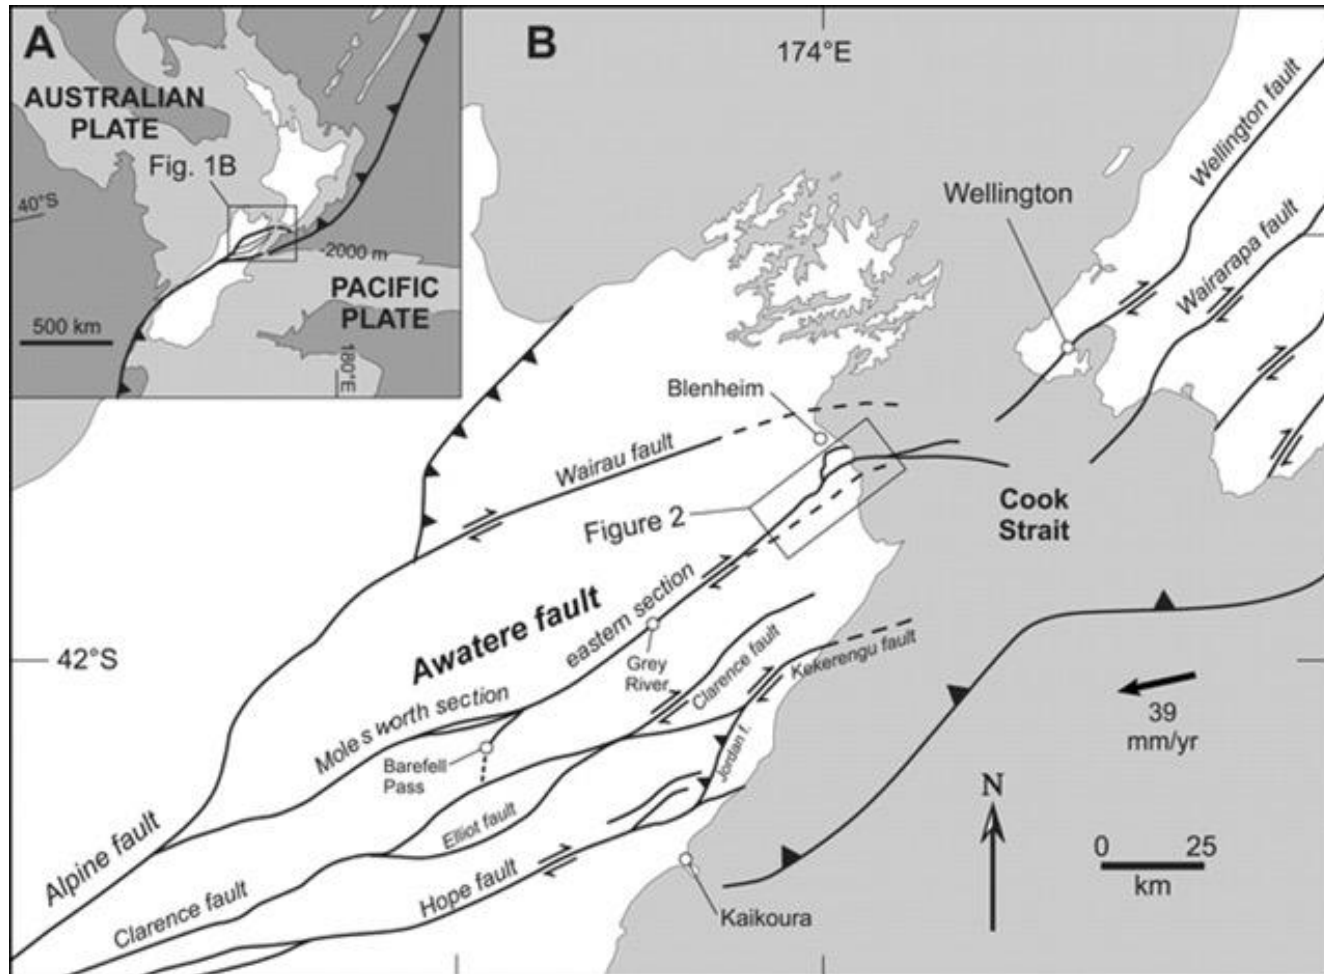 A
AUSTRALIAN
PLATE
Fig. 1B
40°S
-2000 m
PACIFIC
PLATE
500 km
180°E
B
174°E
Wellington fault
Wellington
Wairarapa fault
Blenheim
Wairau fault
Figure 2
Cook
Strait
Awatere fault
eastern section
42°S
Grey
River
Clarence fault
Kekerengu fault
Molesworth section
39
mm/yr
Barefell
Pass
Jordan f.
N
Elliot fault
Alpine fault
Hope fault
0 25
km
Clarence fault
Kaikoura